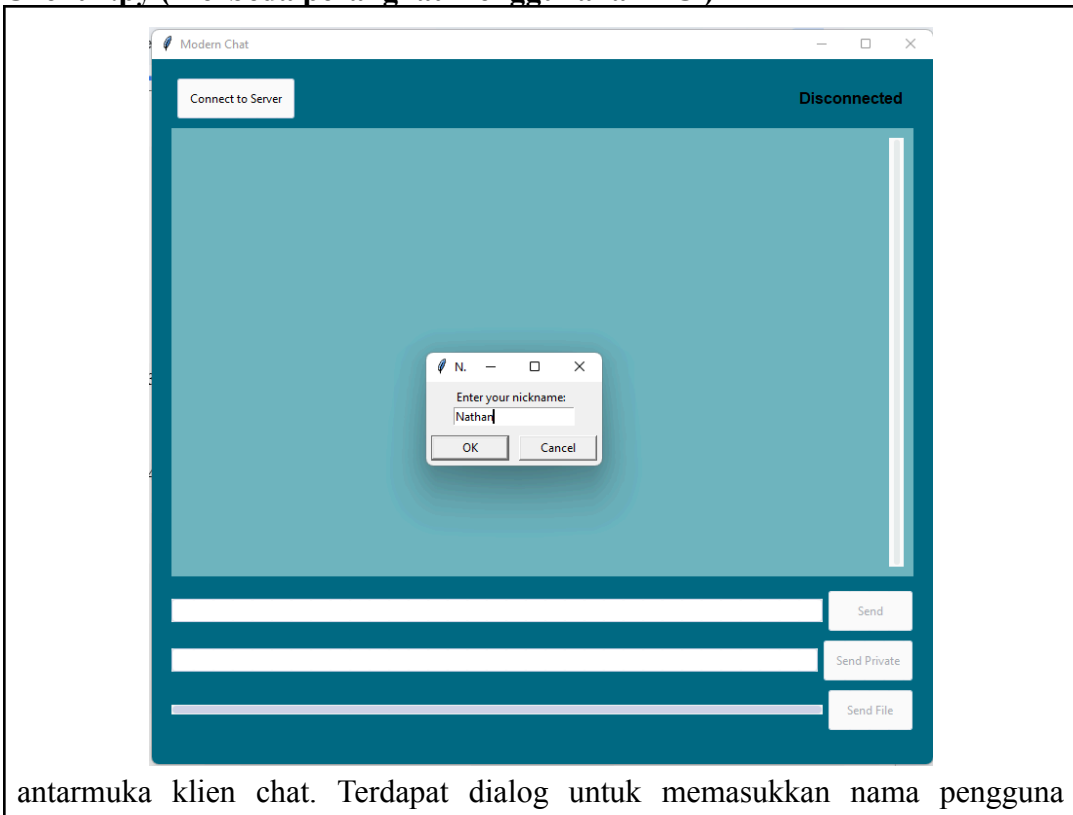 Modern Chat
Connect to Server
Disconnected
N.
Enter your nickname:
Nathan
OK Cancel
Send
Send Private
Send File
antarmuka klien chat. Terdapat dialog untuk memasukkan nama pengguna